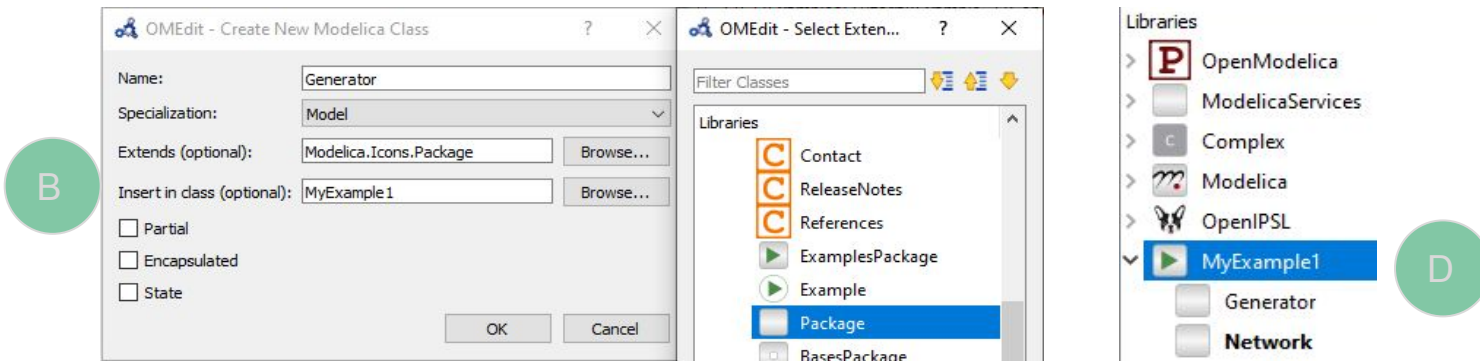 OMEdit - Create New Modelica Class ? ×
Name: Generator
Specialization: Model
Extends (optional): Modelica.Icons.Package Browse...
Insert in class (optional): MyExample1 Browse...
Partial
Encapsulated
State
OK Cancel
B
OMEdit - Select Exten... ? ×
Filter Classes
Libraries
C Contact
C ReleaseNotes
C References
ExamplesPackage
Example
Package
BasesPackage
Libraries
P OpenModelica
ModelicaServices
C Complex
Modelica
OpenIPSL
MyExample1
Generator
Network
D